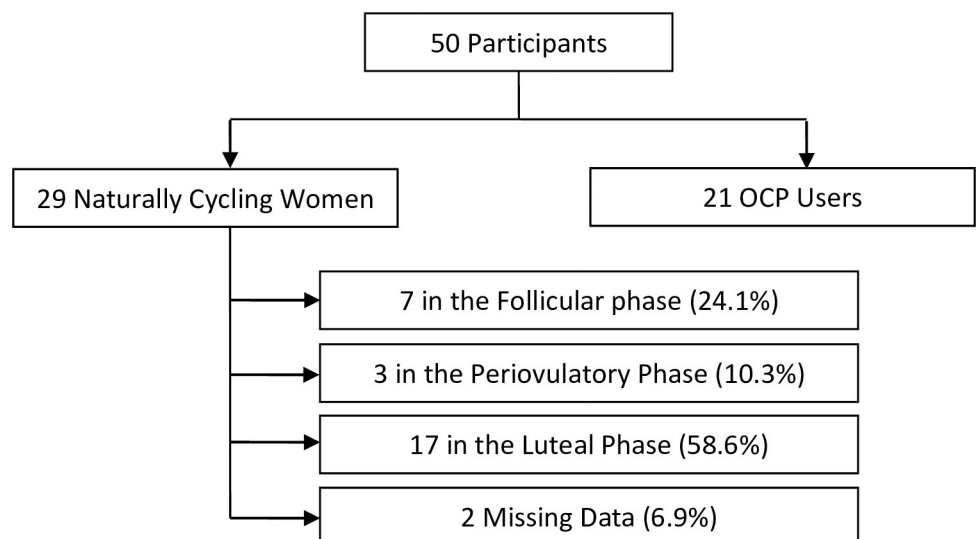 50 Participants
29 Naturally Cycling Women
21 OCP Users
7 in the Follicular phase (24.1%)
3 in the Periovulatory Phase (10.3%)
17 in the Luteal Phase (58.6%)
2 Missing Data (6.9%)